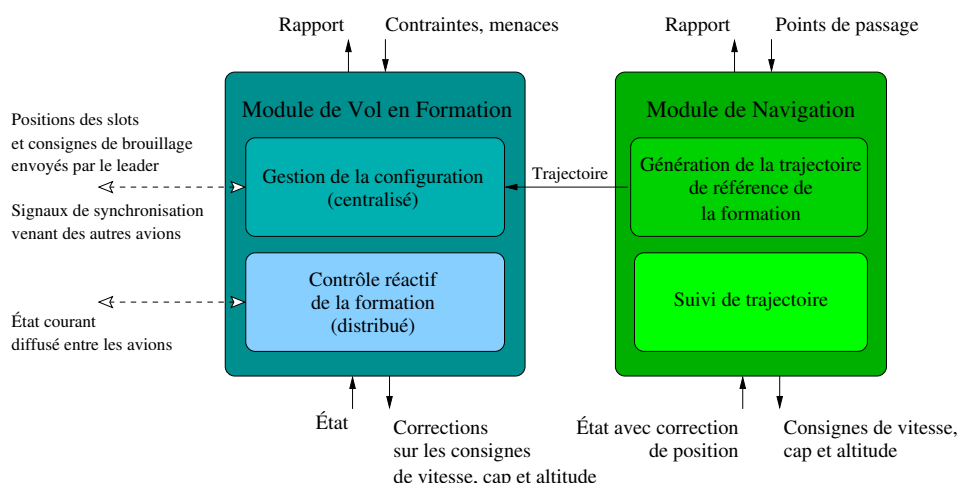 Rapport
Contraintes, menaces
Rapport
Points de passage
Module de Vol en Formation
Module de Navigation
Positions des slots
et consignes de brouillage
envoyés par le leader
Signaux de synchronisation
venant des autres avions
Gestion de la configuration
(centralisé)
Trajectoire
Génération de la trajectoire
de référence de
la formation
Contrôle réactif
de la formation
(distribué)
Suivi de trajectoire
État courant
diffusé entre les avions
État
Corrections
sur les consignes
de vitesse, cap et altitude
État avec correction
de position
Consignes de vitesse,
cap et altitude